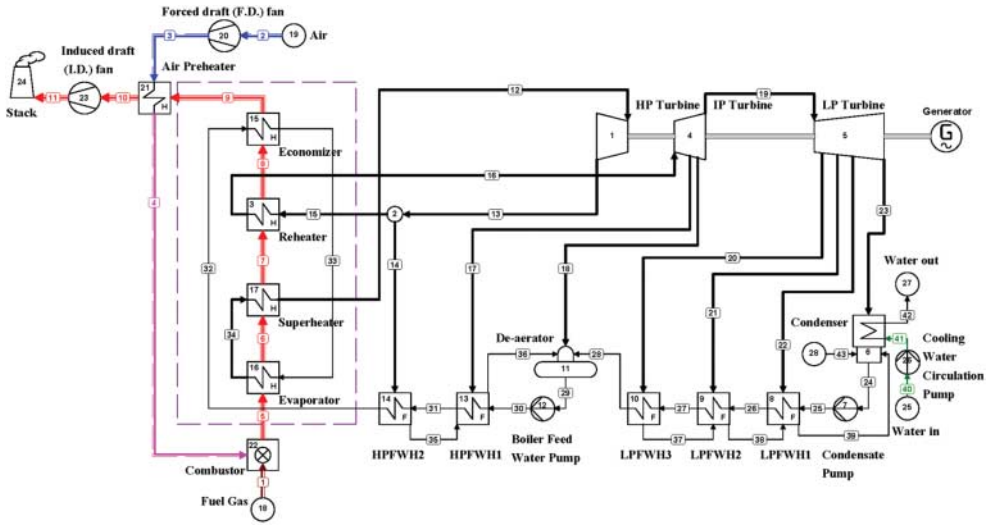 Forced draft (F.D.) fan
3
20
2
19
Air
Induced draft
(I.D.) fan
Air Preheater
24
21
H
11
23
10
9
Stack
12
19
HP Turbine
IP Turbine
LP Turbine
Generator
15
H
Economizer
1
4
5
G
8
16
4
3
H
Reheater
15
2
13
23
7
32
33
14
17
18
20
Water out
27
17
H
Superheater
34
21
42
Condenser
De-aerator
22
41
Cooling
6
28
43
6
26
Water
36
28
11
24
Circulation
16
H
Evaporator
40
Pump
29
14
F
31
13
F
30
12
10
F
27
9
F
26
8
F
25
7
25
5
35
37
38
39
Water in
22
Combustor
HPFWH2
HPFWH1
Boiler Feed
Water Pump
LPFWH3
LPFWH2
LPFWH1
Condensate
Pump
1
Fuel Gas
18